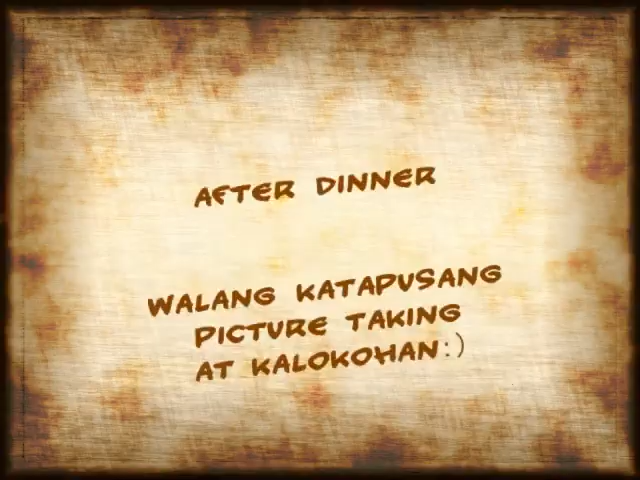 AFTER DINNER
WALANG KATAPUSANG
PICTURE TAKING
AT KALOKOHAN:)